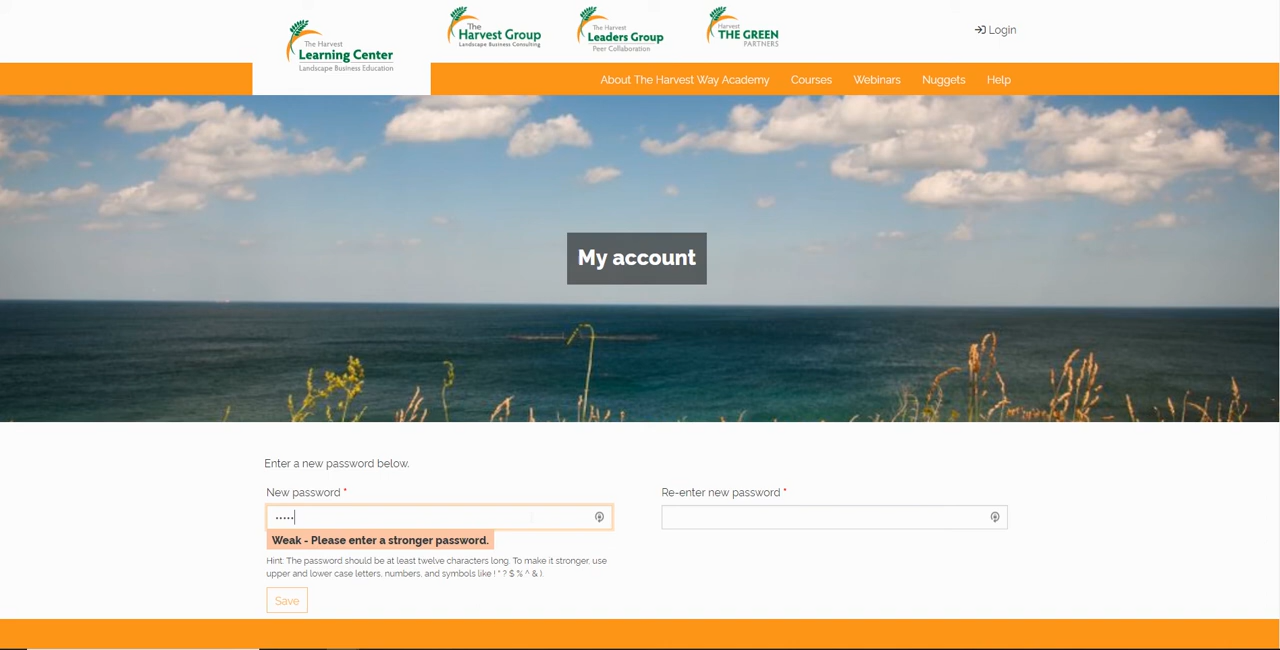 The Harvest
Learning Center
Landscape Business Education
The
Harvest Group
Landscape Business Consulting
The Harvest
Leaders Group
Peer Collaboration
Harvest
THE GREEN
PARTNERS
Login
About The Harvest Way Academy Courses Webinars Nuggets Help
My account
Enter a new password below.
New password *
Re-enter new password *
Weak - Please enter a stronger password.
Hint: The password should be at least twelve characters long. To make it stronger, use
upper and lower case letters, numbers, and symbols like ! " ? $ % ^ & ).
Save